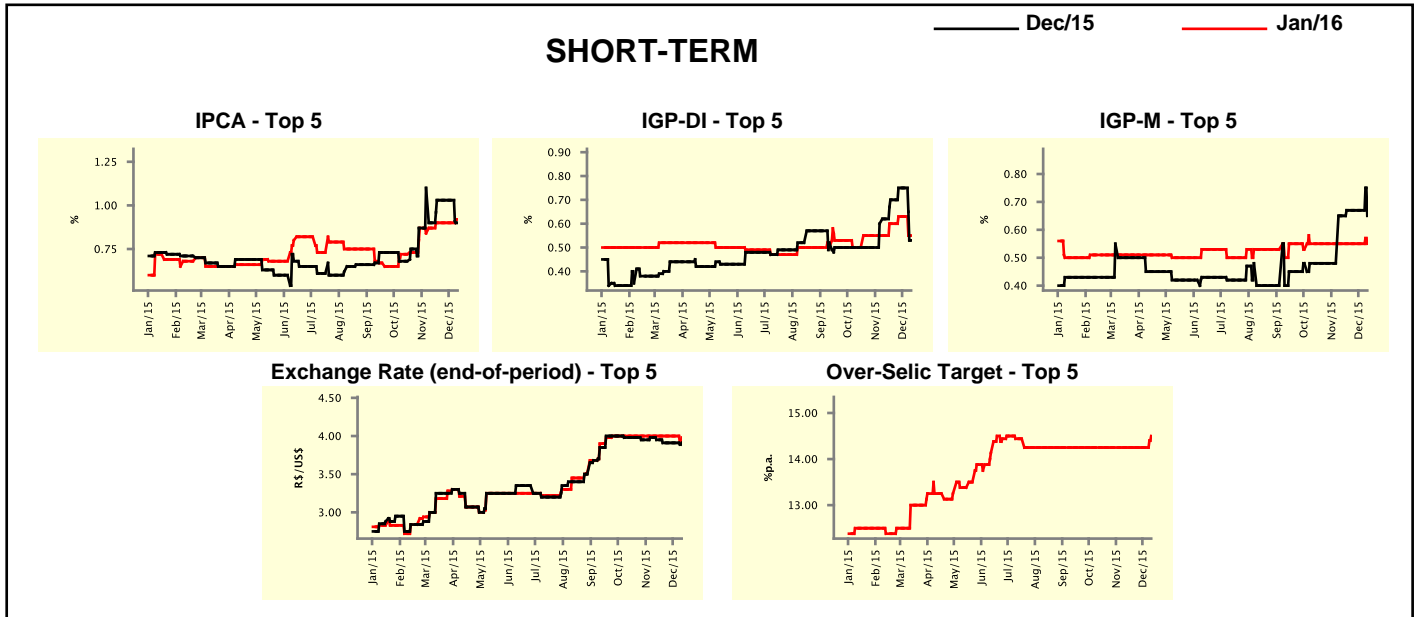 Dec/15
Jan/16
SHORT-TERM
IPCA - Top 5
1.25
1.00
0.75
%
Jan/15 Feb/15 Mar/15 Apr/15 May/15 Jun/15 Jul/15 Aug/15 Sep/15 Oct/15 Nov/15 Dec/15
IGP-DI - Top 5
0.90
0.80
0.70
0.60
0.50
0.40
%
Jan/15 Feb/15 Mar/15 Apr/15 May/15 Jun/15 Jul/15 Aug/15 Sep/15 Oct/15 Nov/15 Dec/15
IGP-M - Top 5
0.80
0.70
0.60
0.50
0.40
%
Jan/15 Feb/15 Mar/15 Apr/15 May/15 Jun/15 Jul/15 Aug/15 Sep/15 Oct/15 Nov/15 Dec/15
Exchange Rate (end-of-period) - Top 5
4.50
4.00
3.50
3.00
R$/US$
Jan/15 Feb/15 Mar/15 Apr/15 May/15 Jun/15 Jul/15 Aug/15 Sep/15 Oct/15 Nov/15 Dec/15
Over-Selic Target - Top 5
15.00
14.00
13.00
%p.a.
Jan/15 Feb/15 Mar/15 Apr/15 May/15 Jun/15 Jul/15 Aug/15 Sep/15 Oct/15 Nov/15 Dec/15